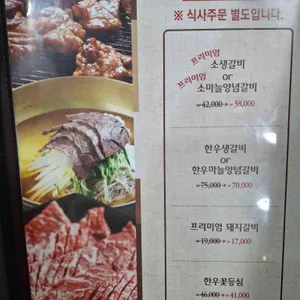 ※ 식사주문 별도입니다.
프리미엄
소생갈비
or
프리미엄
소마늘양념갈비
₩42,000→₩38,000
한우생갈비
or
한우마늘양념갈비
₩75,000→₩70,000
프리미엄 돼지갈비
₩19,000→₩17,000
한우꽃등심
₩46,000→₩41,000